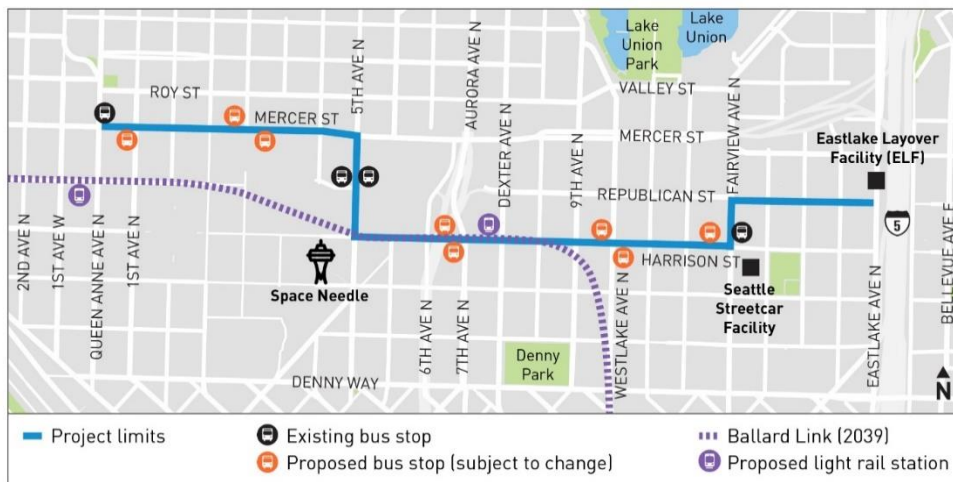 Lake
Union
Park
Lake
Union
ROY ST
5TH AVE N
AURORA AVE N
VALLEY ST
MERCER ST
MERCER ST
FAIRVIEW AVE N
Eastlake Layover
Facility (ELF)
DEXTER AVE N
9TH AVE N
REPUBLICAN ST
5
2ND AVE N
1ST AVE W
QUEEN ANNE AVE N
1ST AVE N
Space Needle
HARRISON ST
Seattle
Streetcar
Facility
6TH AVE N
7TH AVE N
WESTLAKE AVE N
EASTLAKE AVE N
BELLEVUE AVE E
Denny
Park
DENNY WAY
N
Project limits
Existing bus stop
Ballard Link (2039)
Proposed bus stop (subject to change)
Proposed light rail station